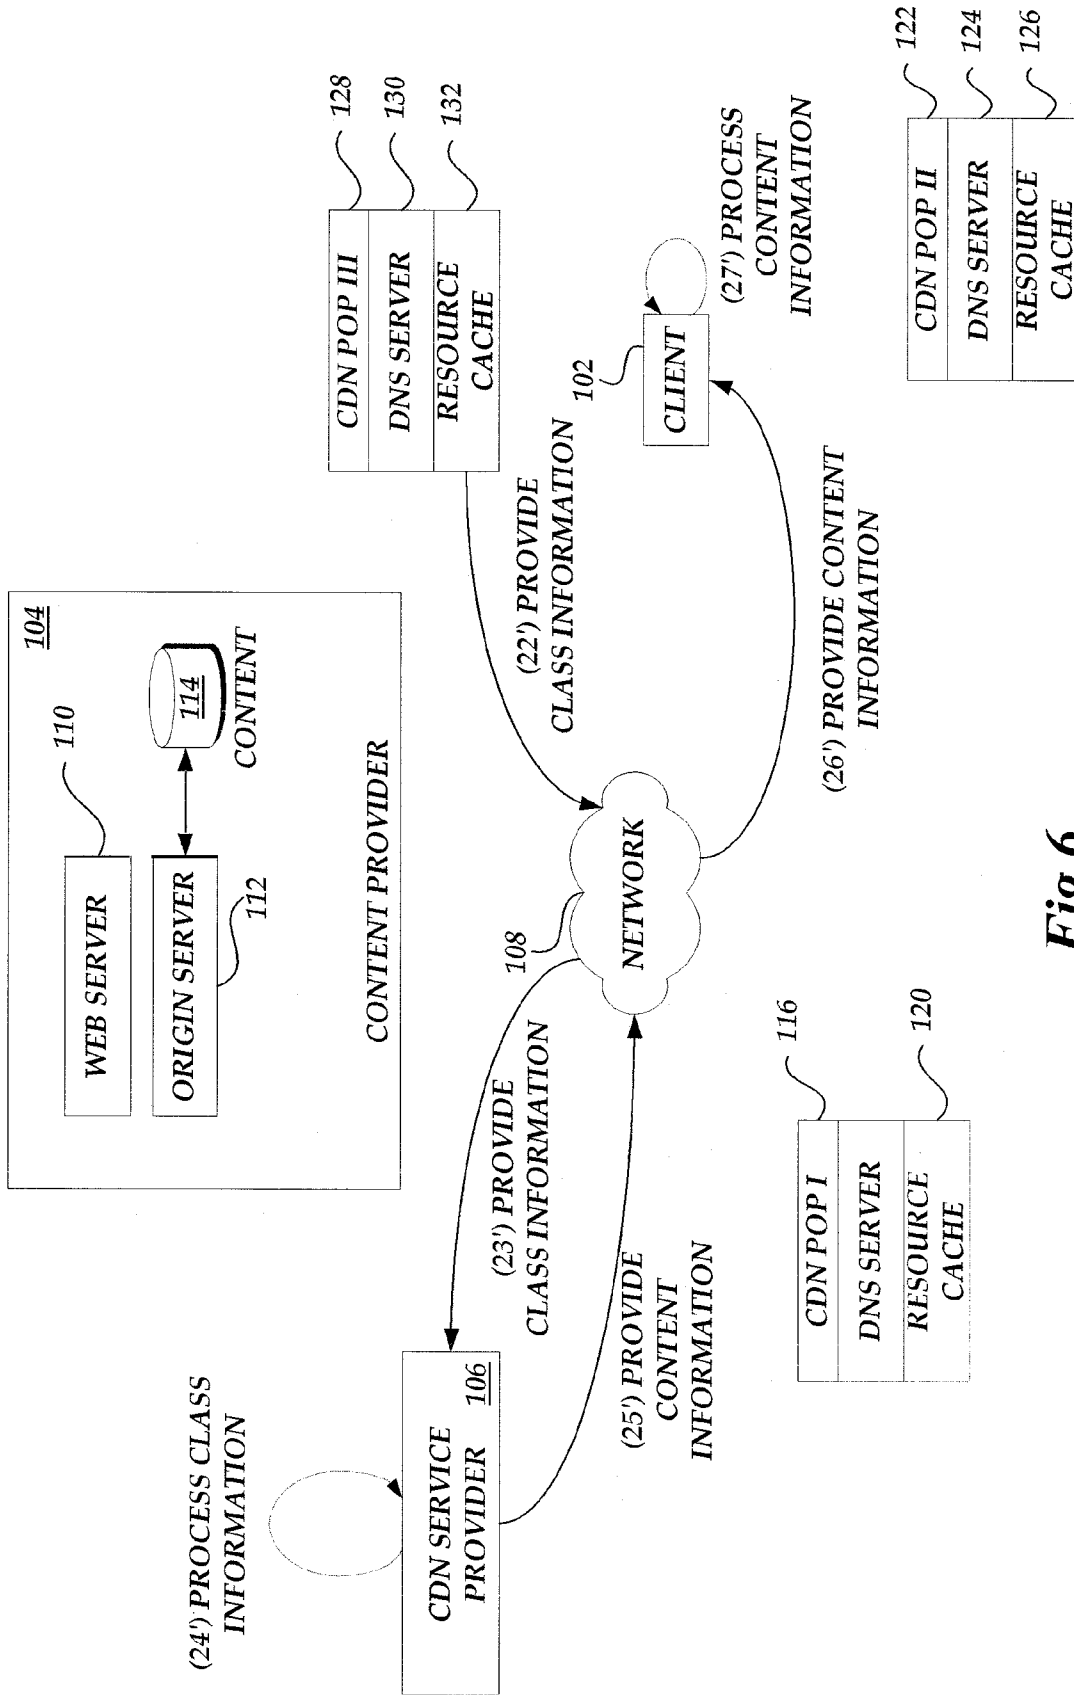 104
110
WEB SERVER
114
CONTENT
ORIGIN SERVER
112
CONTENT PROVIDER
(24') PROCESS CLASS
INFORMATION
CDN SERVICE
PROVIDER
106
(23') PROVIDE
CLASS INFORMATION
(25') PROVIDE
CONTENT
INFORMATION
108
NETWORK
(22') PROVIDE
CLASS INFORMATION
128
CDN POP III
130
DNS SERVER
132
RESOURCE
CACHE
102
CLIENT
(27') PROCESS
CONTENT
INFORMATION
(26') PROVIDE CONTENT
INFORMATION
116
CDN POP I
DNS SERVER
120
RESOURCE
CACHE
122
CDN POP II
124
DNS SERVER
126
RESOURCE
CACHE
Fig.6.